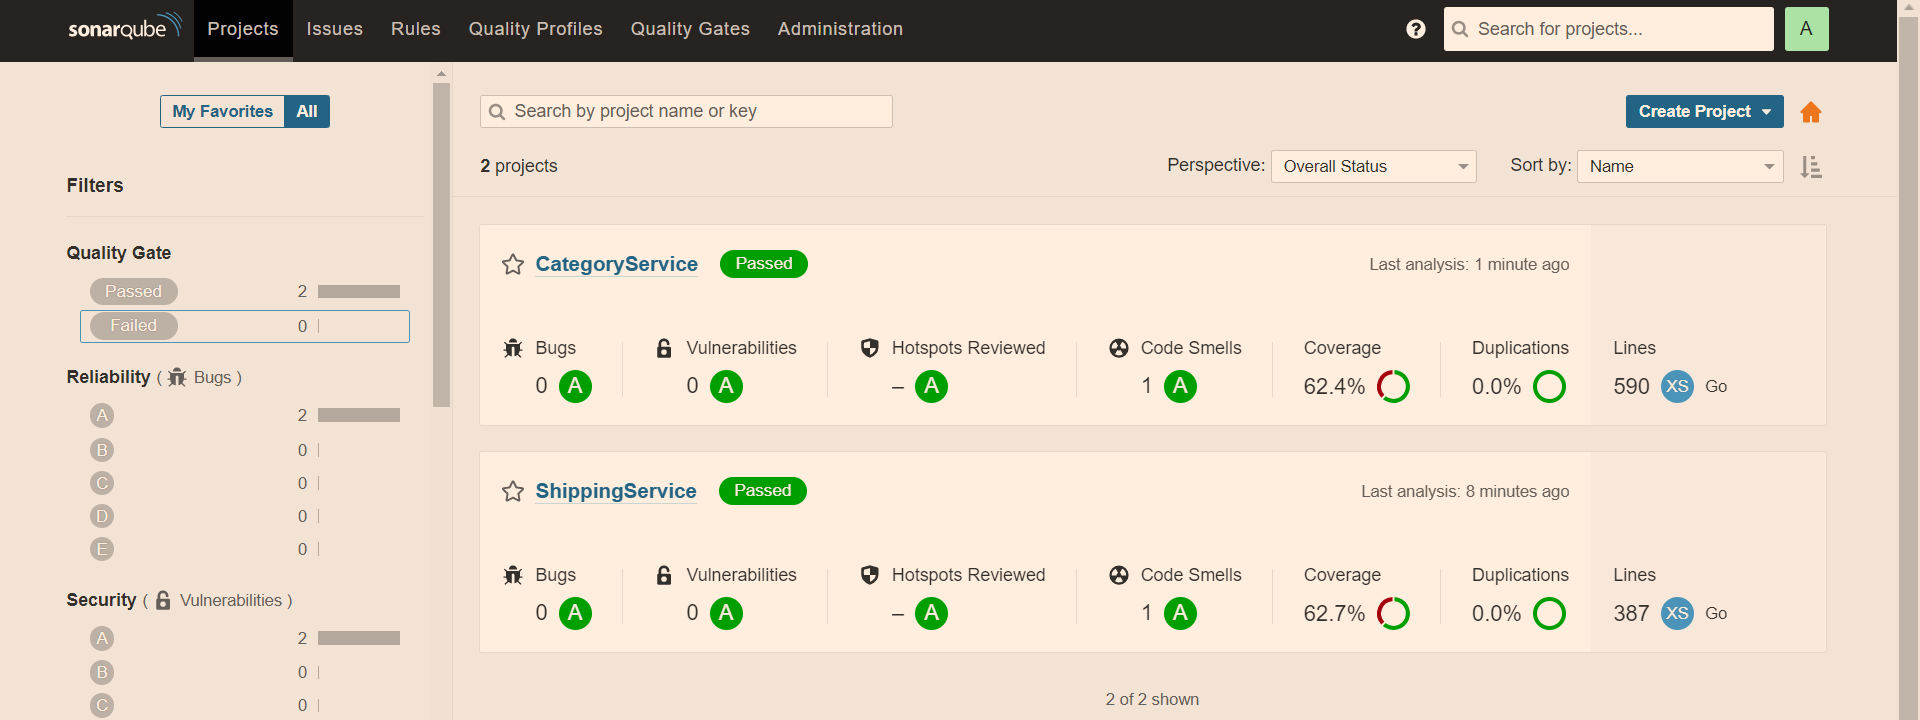 sonarqube Projects Issues Rules Quality Profiles Quality Gates Administration ? Search for projects... A
My Favorites All
Filters
Quality Gate
Passed 2
Failed 0
Reliability ( Bugs )
A 2
B 0
C 0
D 0
E 0
Security ( Vulnerabilities )
A 2
B 0
C 0
Search by project name or key
Create Project
2 projects
Perspective: Overall Status Sort by: Name
CategoryService Passed Last analysis: 1 minute ago
Bugs Vulnerabilities Hotspots Reviewed Code Smells Coverage Duplications Lines
0 A 0 A – A 1 A 62.4% 0.0% 590 XS Go
ShippingService Passed Last analysis: 8 minutes ago
Bugs Vulnerabilities Hotspots Reviewed Code Smells Coverage Duplications Lines
0 A 0 A – A 1 A 62.7% 0.0% 387 XS Go
2 of 2 shown